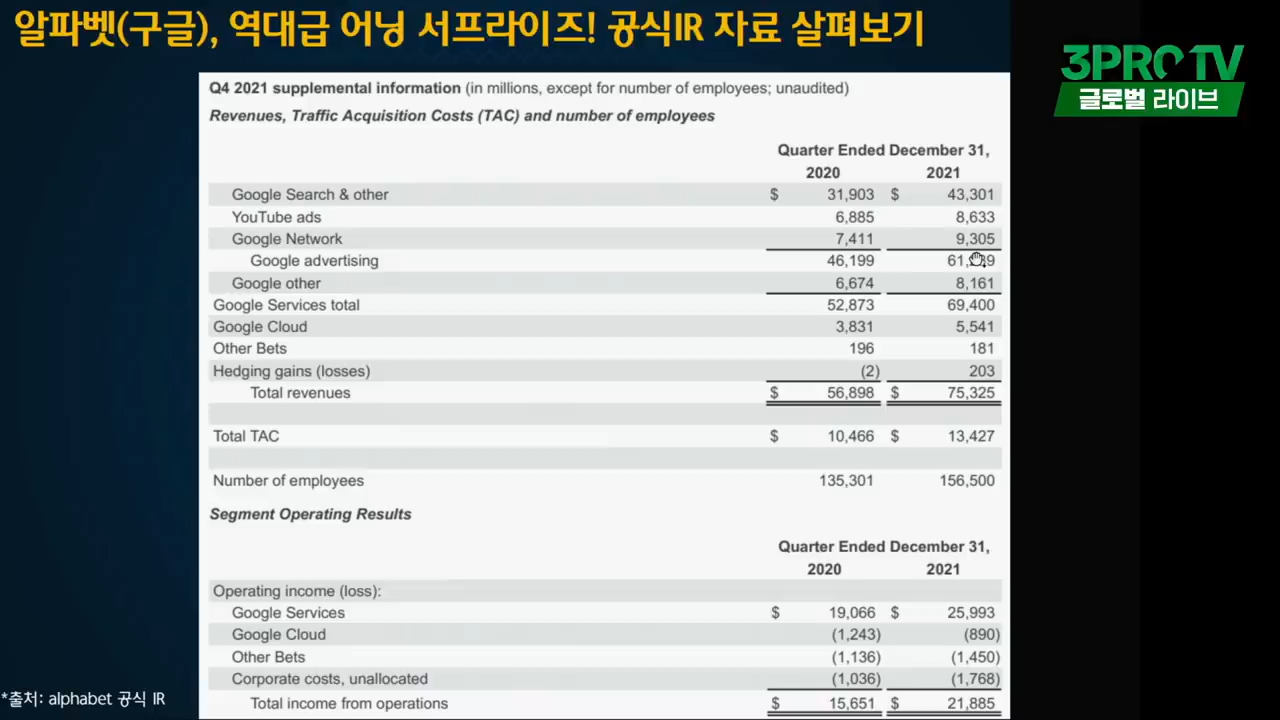 알파벳(구글), 역대급 어닝 서프라이즈! 공식IR 자료 살펴보기
3PRO TV
글로벌 라이브
Q4 2021 supplemental information (in millions, except for number of employees; unaudited)
Revenues, Traffic Acquisition Costs (TAC) and number of employees
Quarter Ended December 31,
2020 2021
Google Search & other $ 31,903 $ 43,301
YouTube ads 6,885 8,633
Google Network 7,411 9,305
Google advertising 46,199
Google other 6,674 8,161
Google Services total 52,873 69,400
Google Cloud 3,831 5,541
Other Bets 196 181
Hedging gains (losses) (2) 203
Total revenues $ 56,898 $ 75,325
Total TAC $ 10,466 $ 13,427
Number of employees 135,301 156,500
Segment Operating Results
Quarter Ended December 31,
2020 2021
Operating income (loss):
Google Services $ 19,066 $ 25,993
Google Cloud (1,243) (890)
Other Bets (1,136) (1,450)
Corporate costs, unallocated (1,036) (1,768)
Total income from operations $ 15,651 $ 21,885
*출처: alphabet 공식 IR